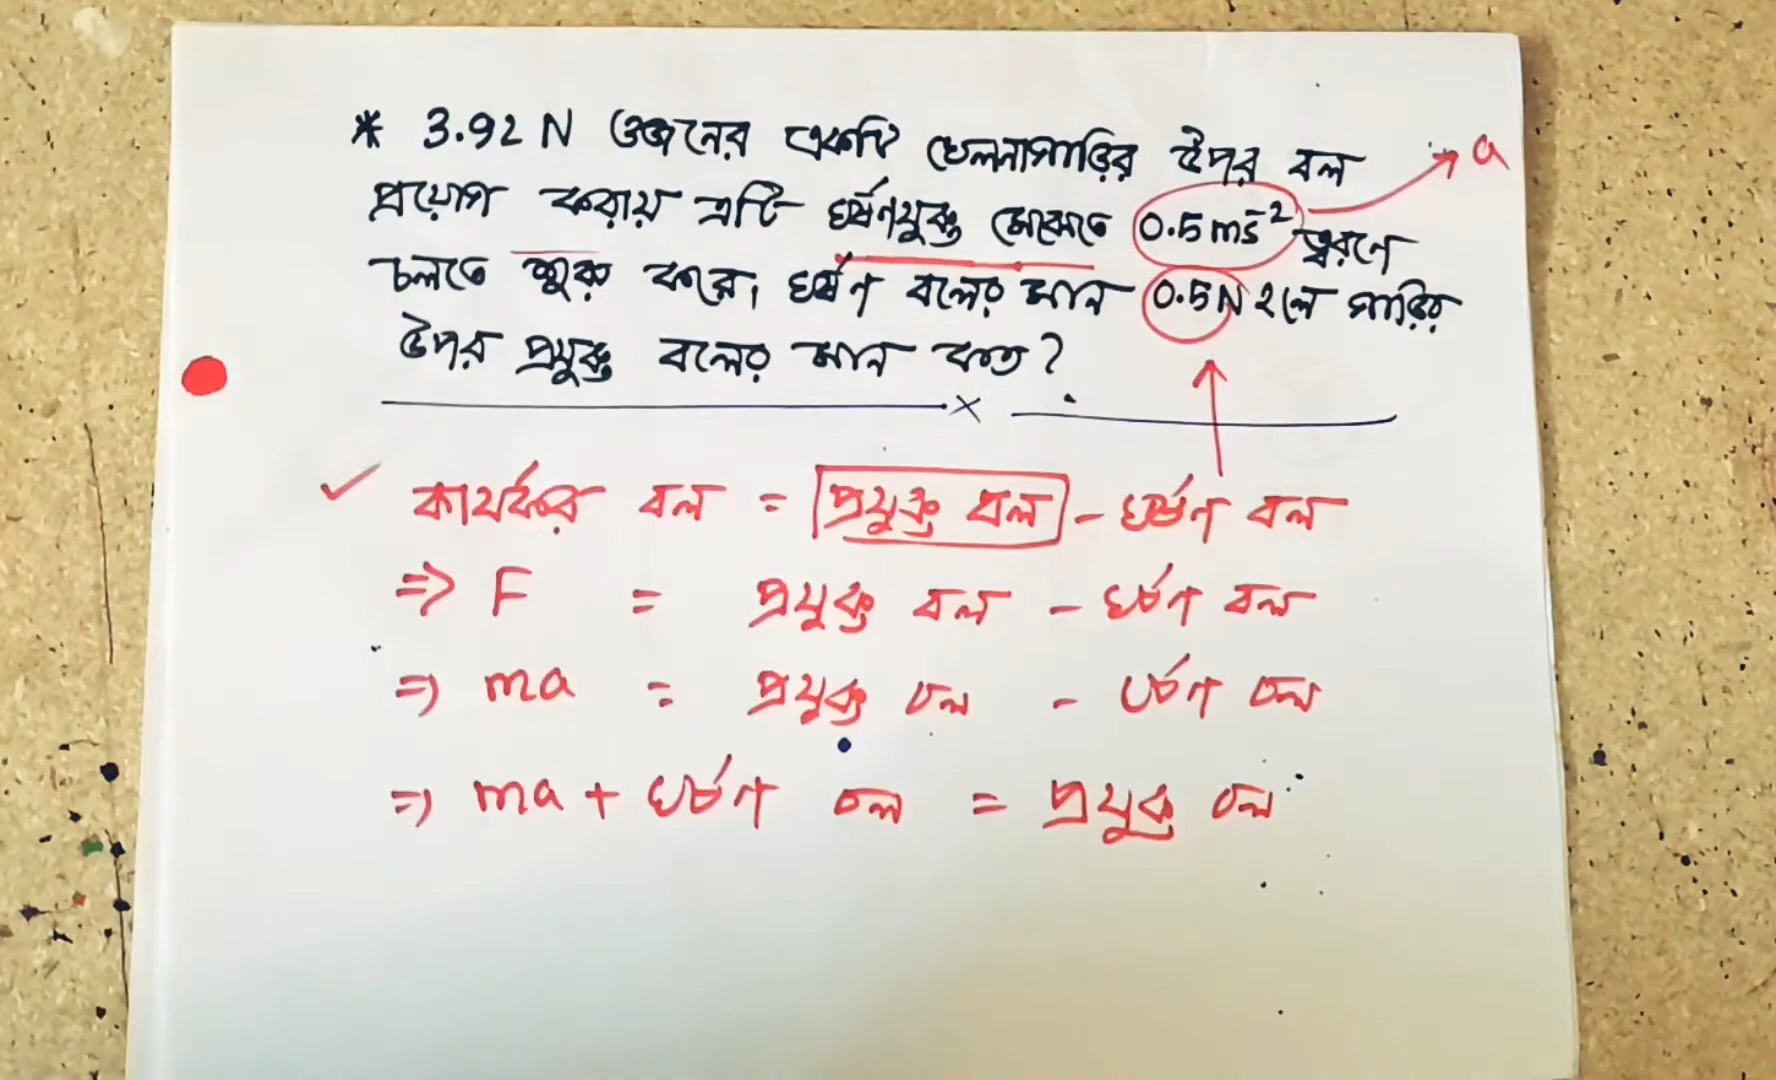 * 3.92 N ওজনের একটি খেলনাগাড়ির উপর বল
প্রয়োগ করায় এটি ঘর্ষণযুক্ত মেঝেতে 0.5 ms⁻² ত্বরণে
a
চলতে শুরু করে। ঘর্ষণ বলের মান 0.5N হলে গাড়ির
উপর প্রযুক্ত বলের মান কত?
✓ কার্যকর বল = প্রযুক্ত বল - ঘর্ষণ বল
=> F = প্রযুক্ত বল - ঘর্ষণ বল
=> ma = প্রযুক্ত বল - ঘর্ষণ বল
=> ma + ঘর্ষণ বল = প্রযুক্ত বল